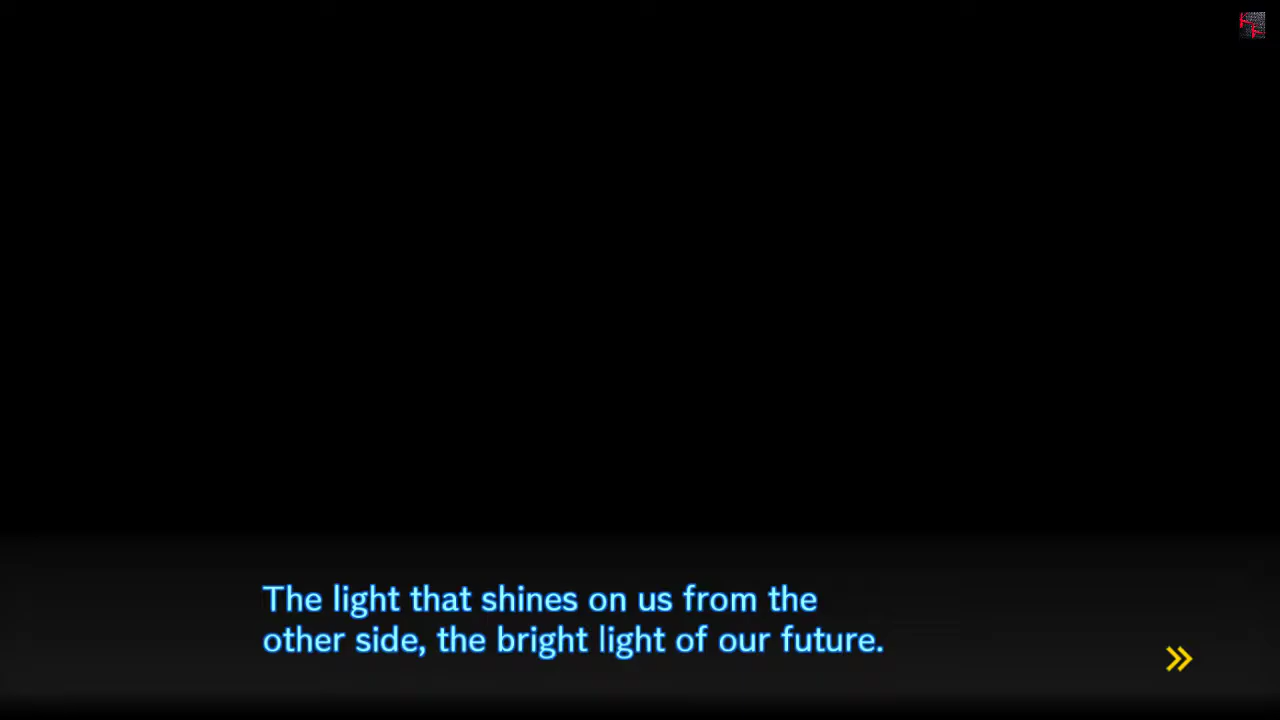 The light that shines on us from the
other side, the bright light of our future.